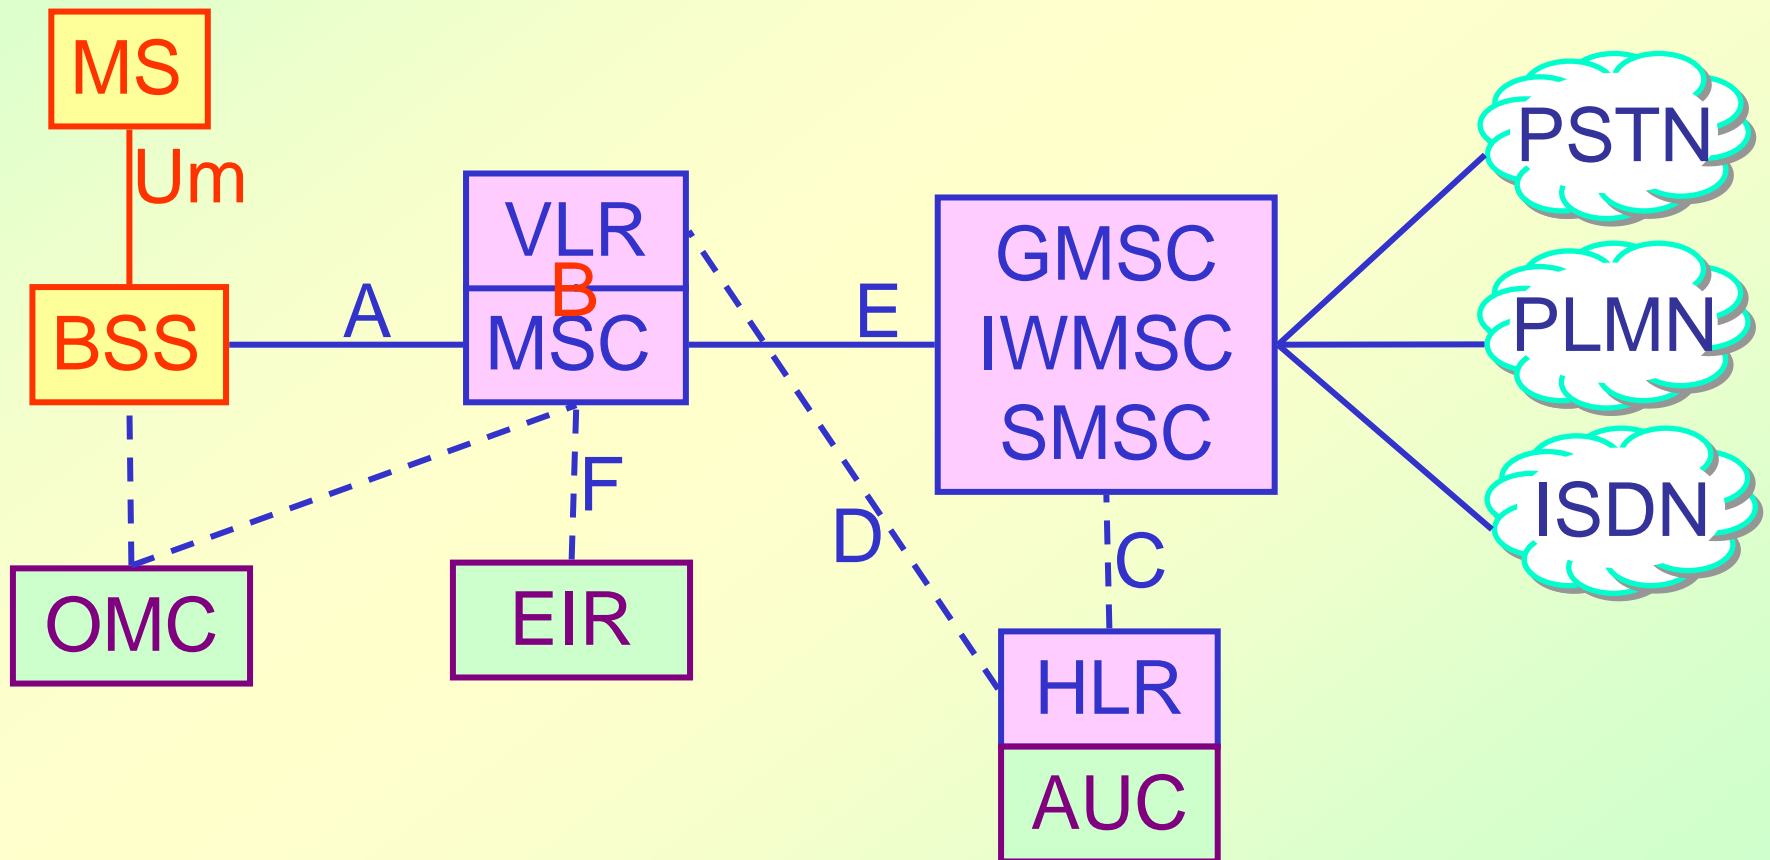 MS
Um
BSS
A
VLR
B
MSC
E
GMSC
IWMSC
SMSC
PSTN
PLMN
ISDN
F
D
C
OMC
EIR
HLR
AUC